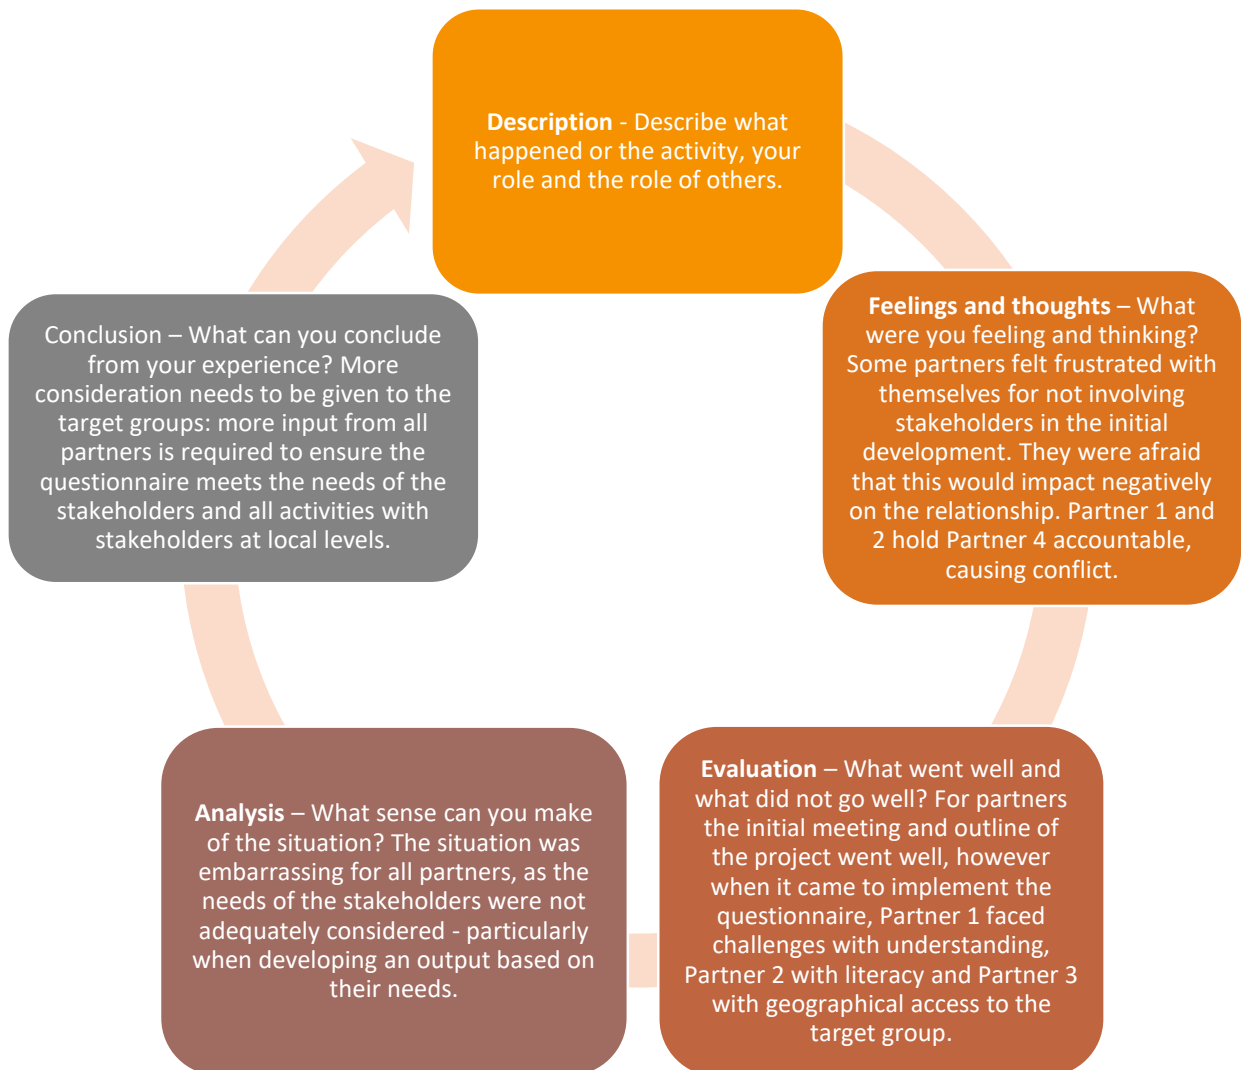 Description - Describe what
happened or the activity, your
role and the role of others.
Feelings and thoughts – What
were you feeling and thinking?
Some partners felt frustrated with
themselves for not involving
stakeholders in the initial
development. They were afraid
that this would impact negatively
on the relationship. Partner 1 and
2 hold Partner 4 accountable,
causing conflict.
Evaluation – What went well and
what did not go well? For partners
the initial meeting and outline of
the project went well, however
when it came to implement the
questionnaire, Partner 1 faced
challenges with understanding,
Partner 2 with literacy and Partner 3
with geographical access to the
target group.
Analysis – What sense can you make
of the situation? The situation was
embarrassing for all partners, as the
needs of the stakeholders were not
adequately considered - particularly
when developing an output based on
their needs.
Conclusion – What can you conclude
from your experience? More
consideration needs to be given to the
target groups: more input from all
partners is required to ensure the
questionnaire meets the needs of the
stakeholders and all activities with
stakeholders at local levels.